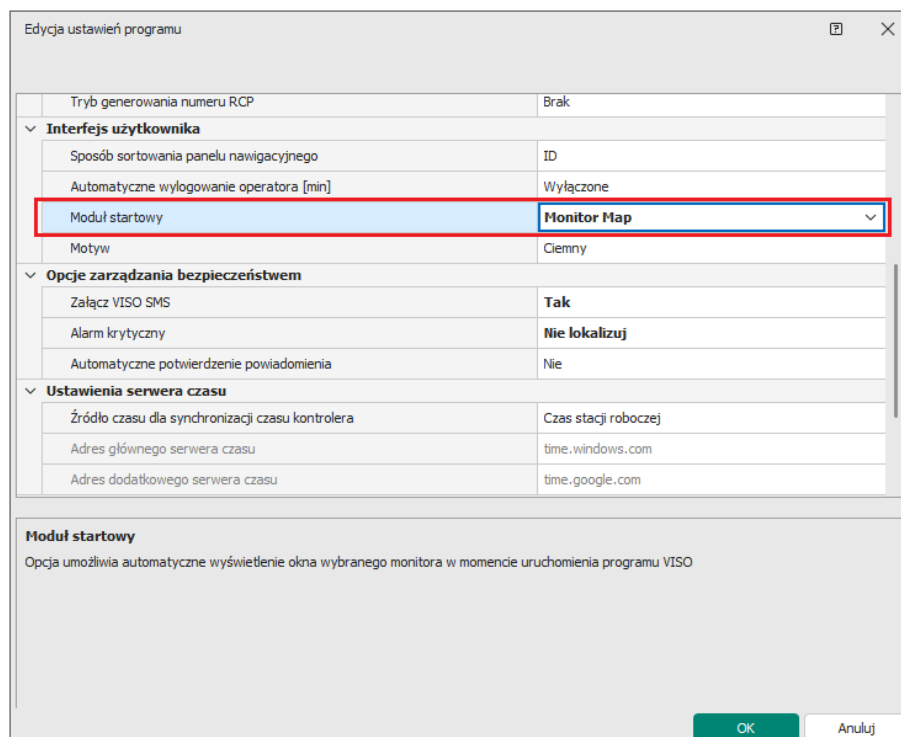 Edycja ustawień programu
Tryb generowania numeru RCP Brak
Interfejs użytkownika
Sposób sortowania panelu nawigacyjnego ID
Automatyczne wylogowanie operatora [min] Wyłączone
Moduł startowy Monitor Map
Motyw Ciemny
Opcje zarządzania bezpieczeństwem
Załącz VISO SMS Tak
Alarm krytyczny Nie lokalizuj
Automatyczne potwierdzenie powiadomienia Nie
Ustawienia serwera czasu
Źródło czasu dla synchronizacji czasu kontrolera Czas stacji roboczej
Adres głównego serwera czasu time.windows.com
Adres dodatkowego serwera czasu time.google.com
Moduł startowy
Opcja umożliwia automatyczne wyświetlenie okna wybranego monitora w momencie uruchomienia programu VISO
OK Anuluj